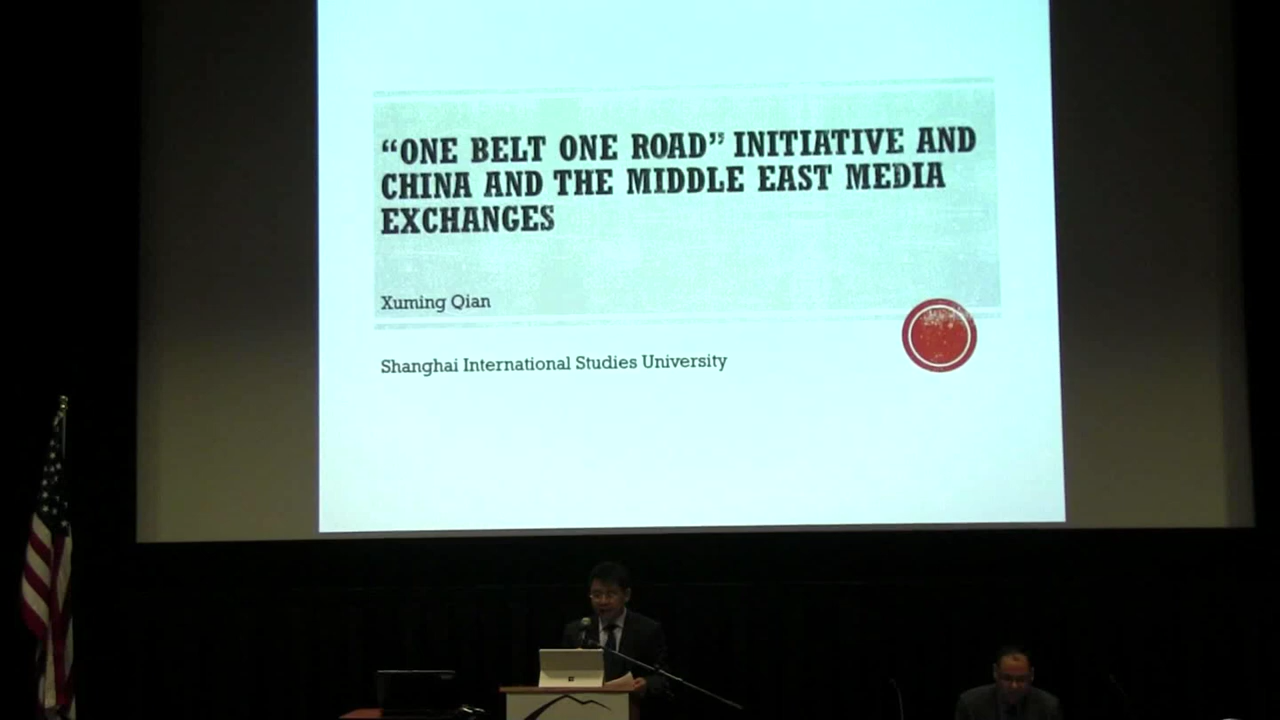 “ONE BELT ONE ROAD” INITIATIVE AND
CHINA AND THE MIDDLE EAST MEDIA
EXCHANGES
Xuming Qian
Shanghai International Studies University